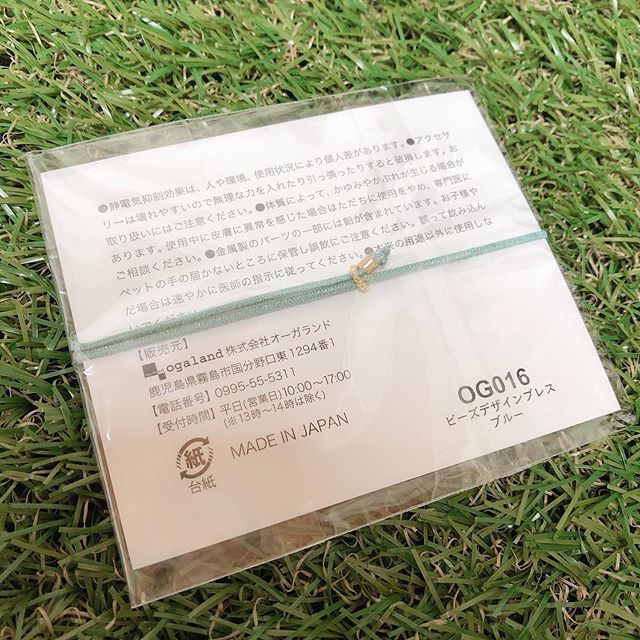 ●静電気抑制効果は、人や環境、使用状況により個人差があります。●アクセサ
リーは壊れやすいので無理な力を入れたり引っ張ったりすると破損します。お
取り扱いにはご注意ください。●体質によって、かゆみやかぶれが生じる場合が
あります。使用中に皮膚に異常を感じた場合はただちに使用をやめ、専門医に
ご相談ください。●金属製のパーツの一部には鉛が含まれています。お子様や
ペットの手の届かないところに保管し誤飲にご注意ください。誤って飲み込ん
だ場合は速やかに医師の指示に従ってください。の用途以外に使用しな
いでください
【販売元】
ogaland 株式会社オーガランド
鹿児島県霧島市国分野口東1294番1
【電話番号】0995-55-5311
【受付時間】平日(営業日)10:00〜17:00
(※13時〜14時は除く)
紙
台紙
MADE IN JAPAN
OG016
ビーズデザインブレス
ブルー